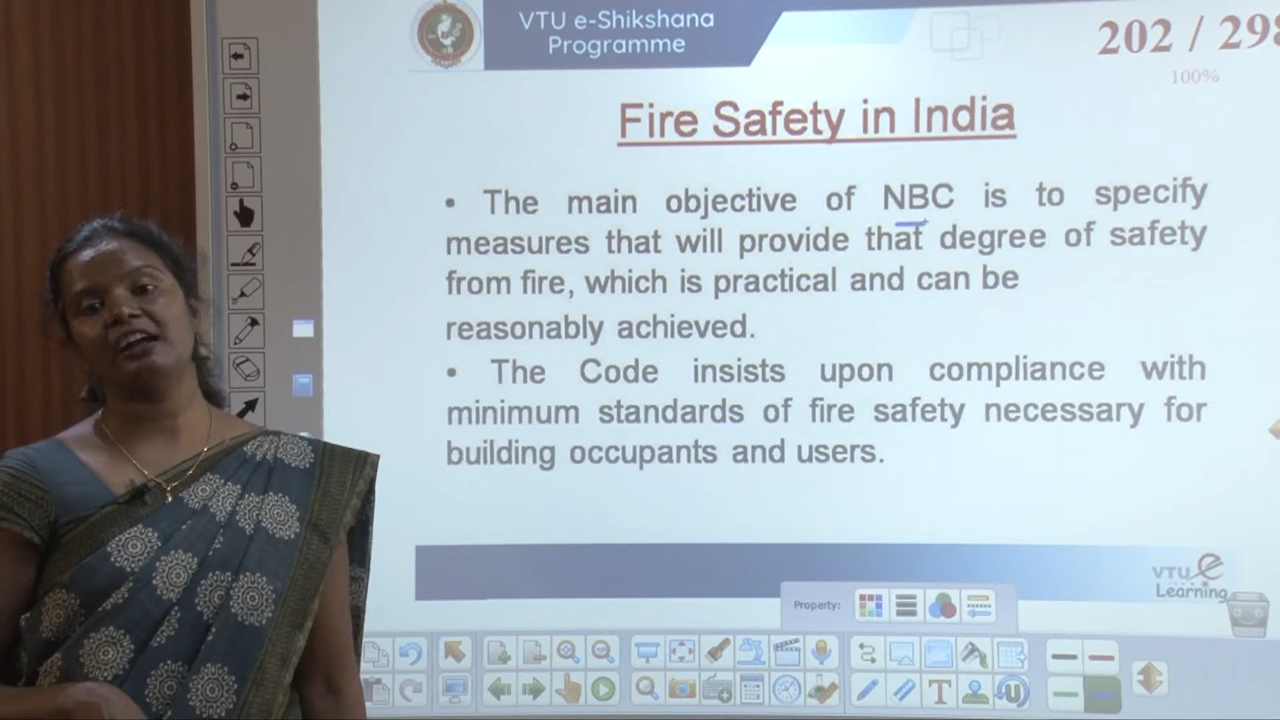 VTU e-Shikshana
Programme
202 / 298
100%
Fire Safety in India
• The main objective of NBC is to specify
measures that will provide that degree of safety
from fire, which is practical and can be
reasonably achieved.
• The Code insists upon compliance with
minimum standards of fire safety necessary for
building occupants and users.
VTU e
Learning
Property: